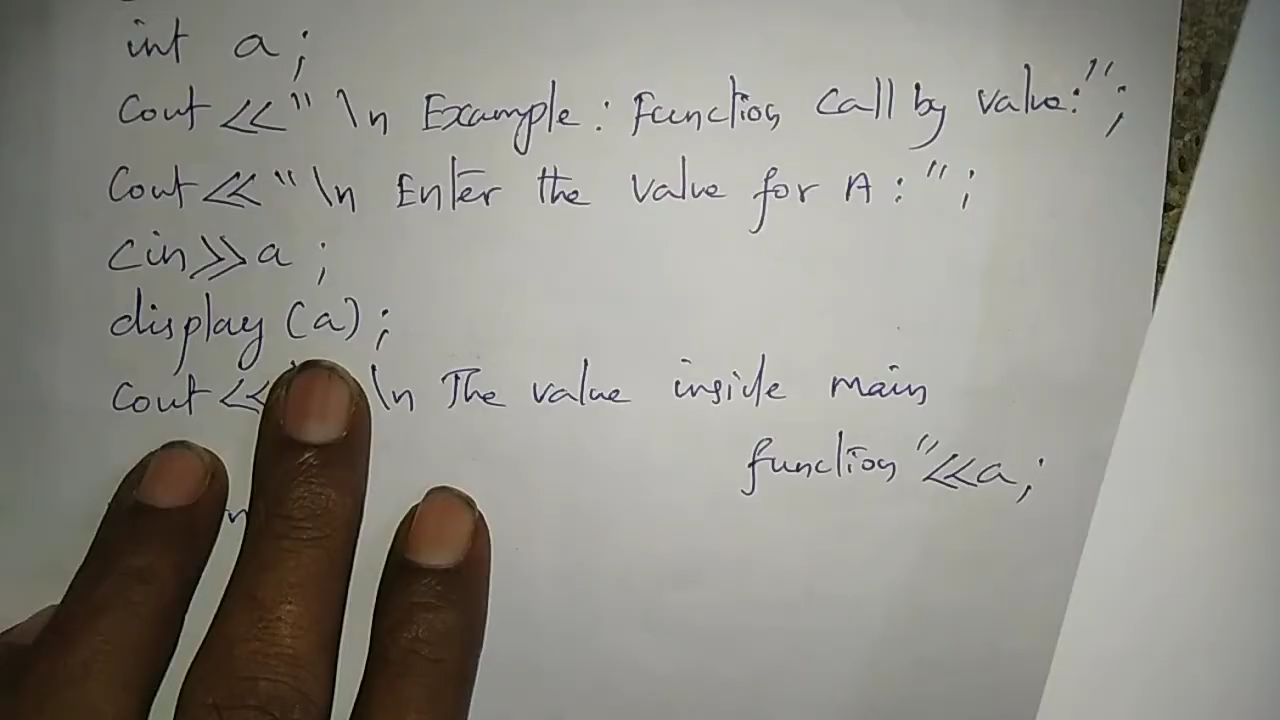 int a;
Cout <<" \n Example: Function Call by value:";
Cout <<"\n Enter the value for A:";
Cin>>a;
display (a);
Cout << \n The value inside main
function "<<a;